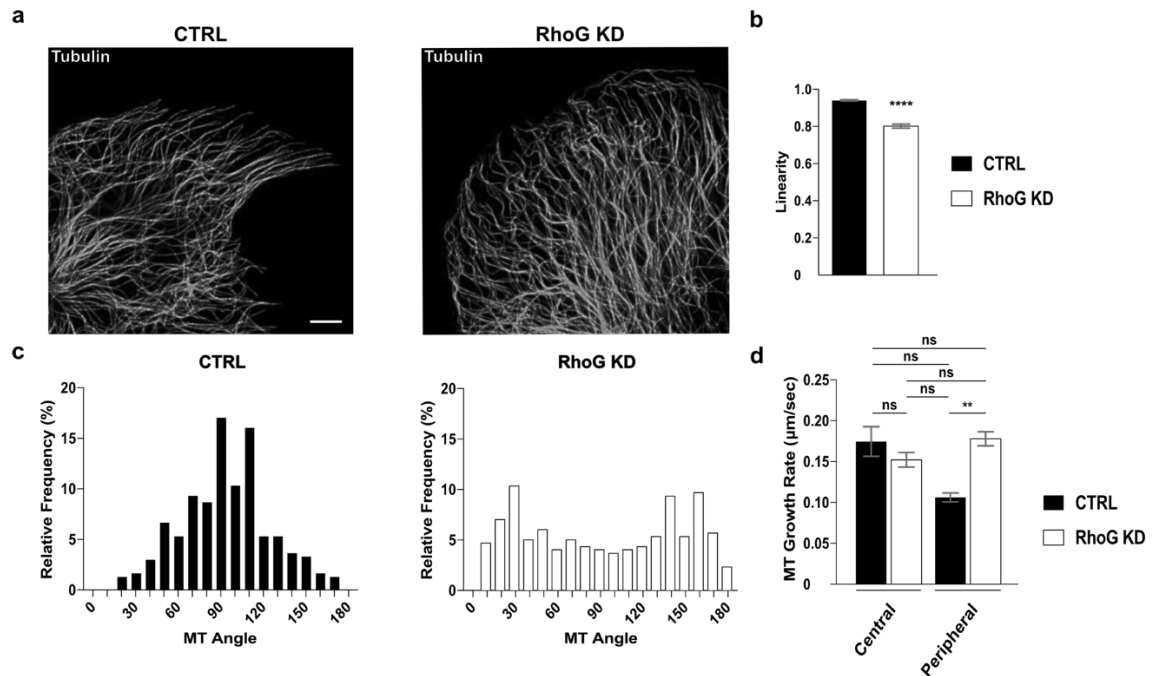 a
CTRL
RhoG KD
Tubulin
Tubulin
b
1.0
0.8
0.6
0.4
0.2
0
Linearity
****
CTRL
RhoG KD
c
CTRL
20
15
10
5
0
Relative Frequency (%)
0 30 60 90 120 150 180
MT Angle
RhoG KD
20
15
10
5
0
Relative Frequency (%)
0 30 60 90 120 150 180
MT Angle
d
ns
ns
ns
ns
ns
**
0.25
0.20
0.15
0.10
0.05
0.00
MT Growth Rate (µm/sec)
Central
Peripheral
CTRL
RhoG KD